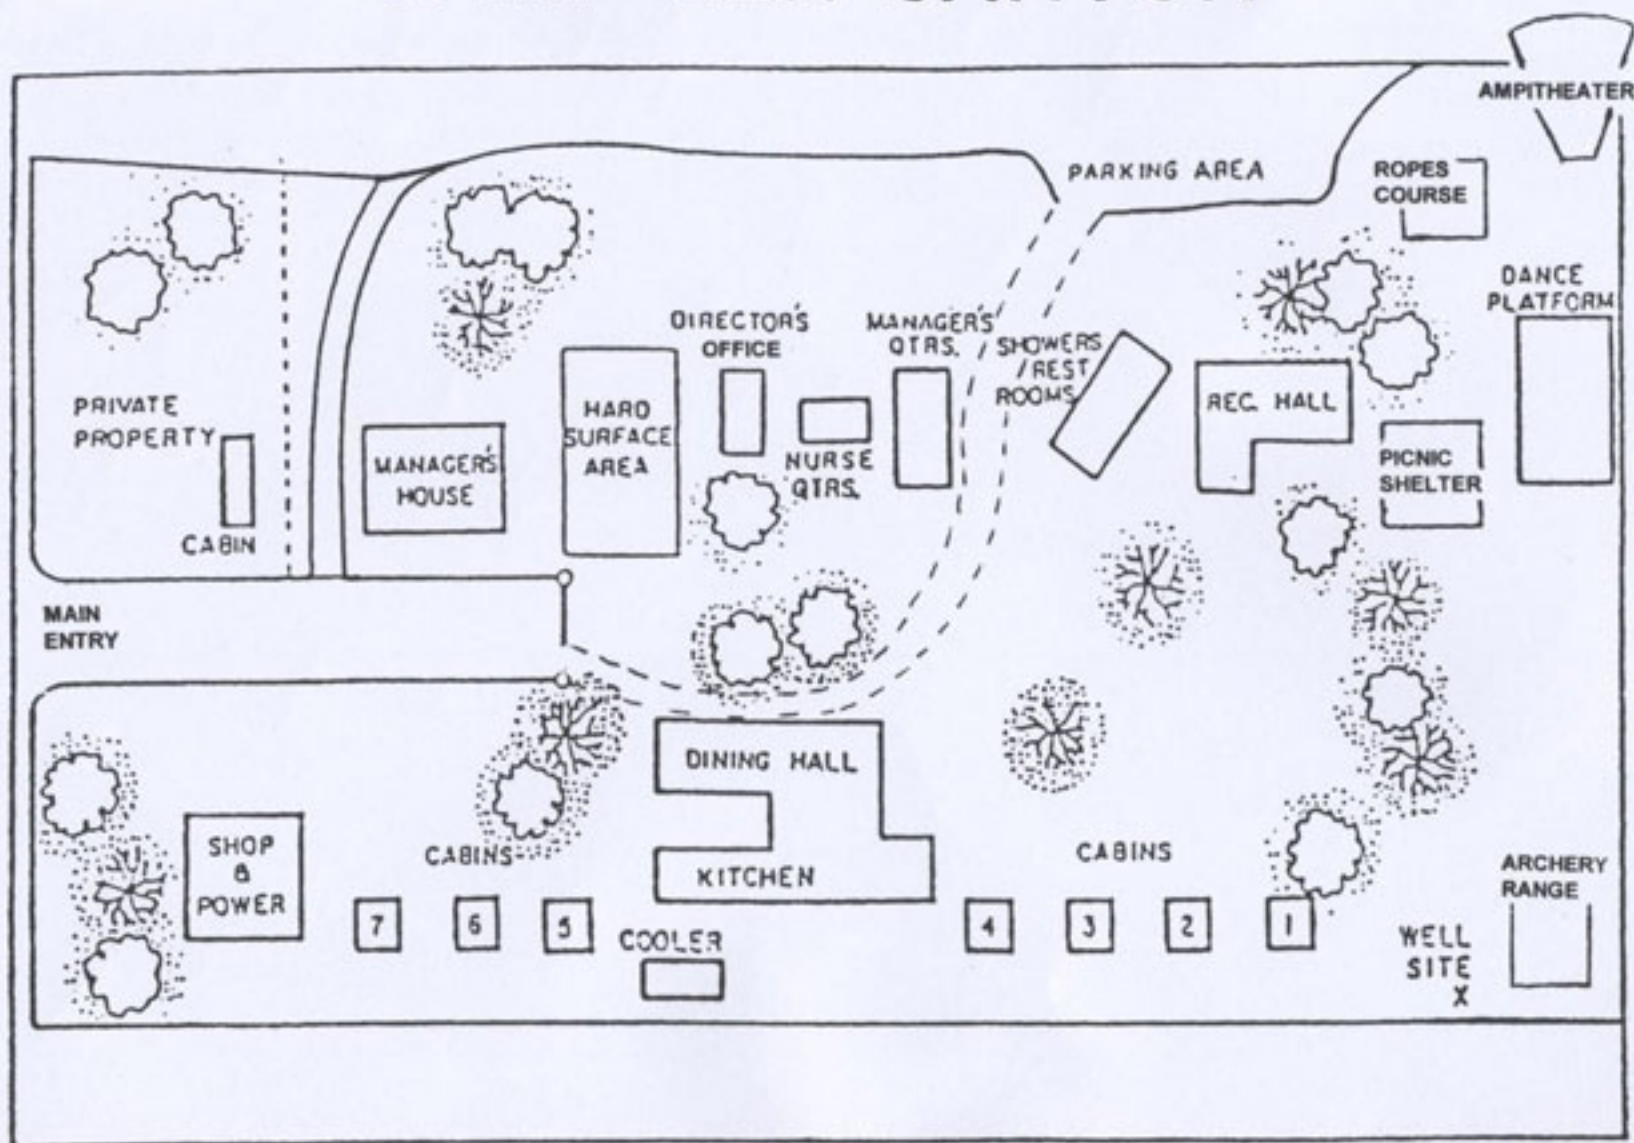 AMPITHEATER
PARKING AREA
ROPES
COURSE
DANCE
PLATFORM
DIRECTOR'S
OFFICE
MANAGER'S
QTRS.
SHOWERS
/REST
ROOMS
PRIVATE
PROPERTY
HARD
SURFACE
AREA
REC. HALL
MANAGER'S
HOUSE
NURSE
QTRS.
PICNIC
SHELTER
CABIN
MAIN
ENTRY
DINING HALL
SHOP
&
POWER
CABINS
KITCHEN
CABINS
ARCHERY
RANGE
7
6
5
COOLER
4
3
2
1
WELL
SITE
X